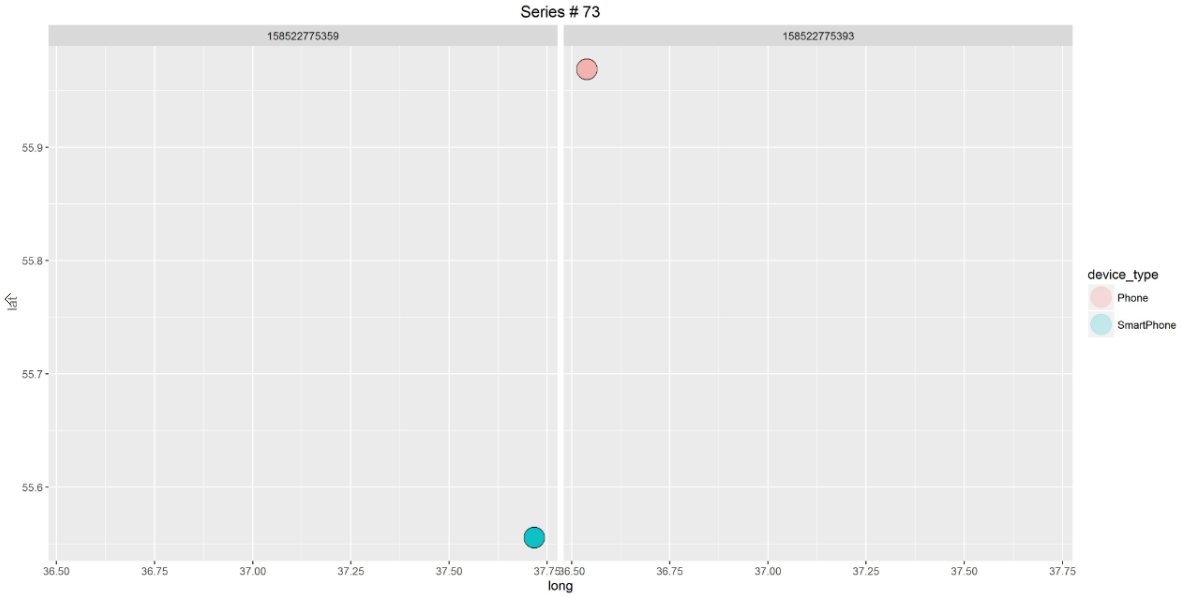 Series # 73
158522775359 158522775393
55.9
55.8
55.7
55.6
lat
36.50 36.75 37.00 37.25 37.50 37.75 36.50 36.75 37.00 37.25 37.50 37.75
long
device_type
Phone
SmartPhone